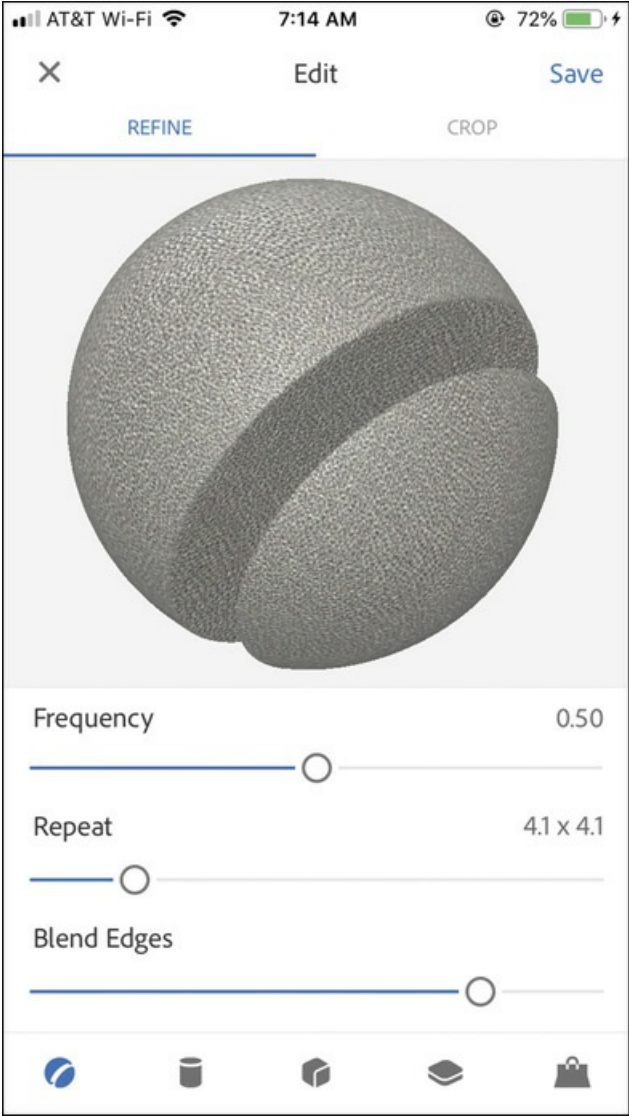 AT&T Wi-Fi 7:14 AM 72%
Edit Save
REFINE CROP
Frequency 0.50
Repeat 4.1 x 4.1
Blend Edges